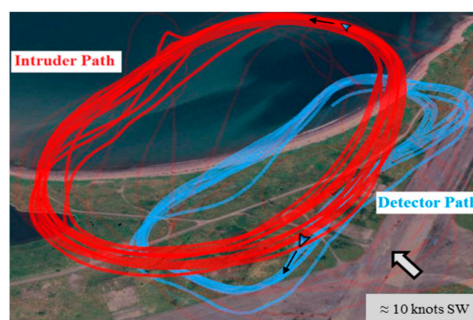 Intruder Path
Detector Path
≈ 10 knots SW